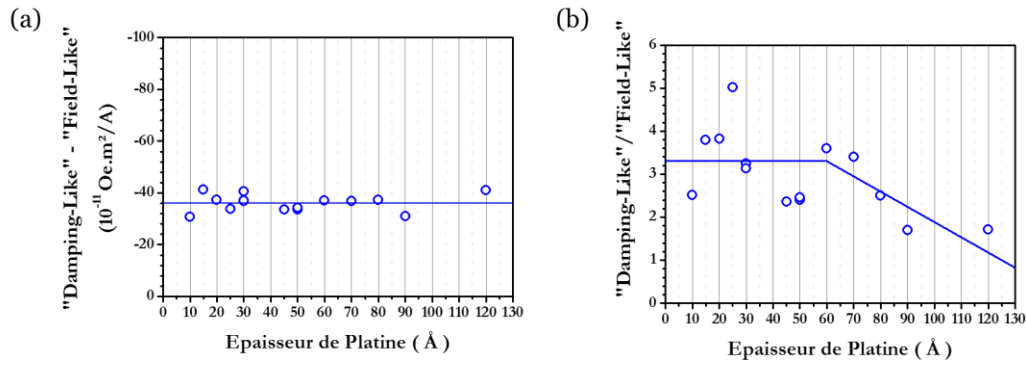 (a)
"Damping-Like" - "Field-Like"
(10⁻¹¹ Oe.m²/A)
-100
-80
-60
-40
-20
0
0 10 20 30 40 50 60 70 80 90 100 110 120 130
Epaisseur de Platine ( Å )
(b)
"Damping-Like"/"Field-Like"
6
5
4
3
2
1
0
0 10 20 30 40 50 60 70 80 90 100 110 120 130
Epaisseur de Platine ( Å )